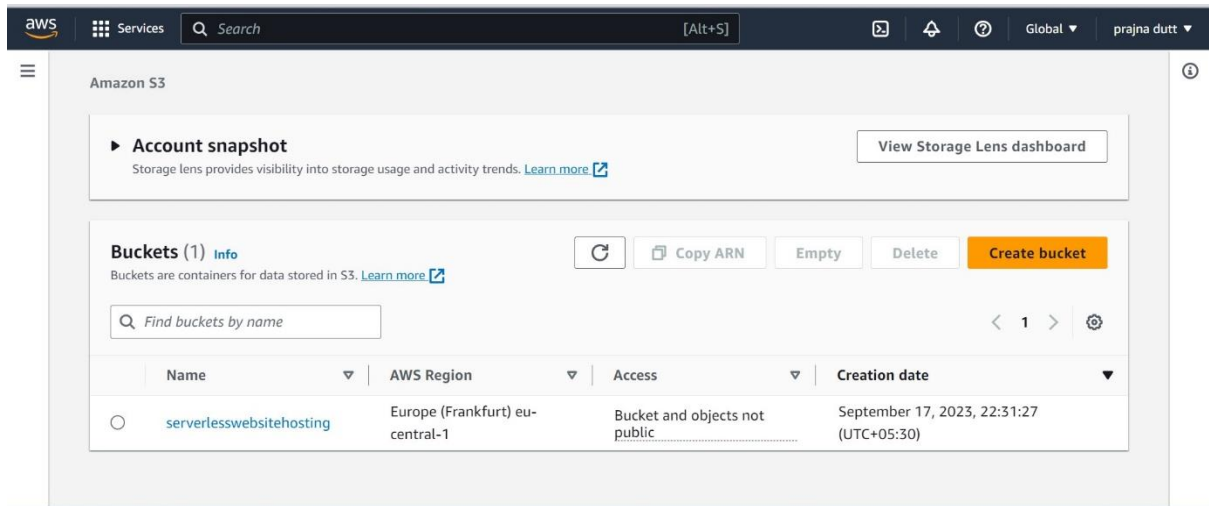 aws Services Search [Alt+S] Global prajna dutt
Amazon S3
Account snapshot
View Storage Lens dashboard
Storage lens provides visibility into storage usage and activity trends. Learn more
Buckets (1) Info
Copy ARN Empty Delete Create bucket
Buckets are containers for data stored in S3. Learn more
Find buckets by name
1
Name AWS Region Access Creation date
serverlesswebsitehosting
Europe (Frankfurt) eu-
central-1
Bucket and objects not
public
September 17, 2023, 22:31:27
(UTC+05:30)